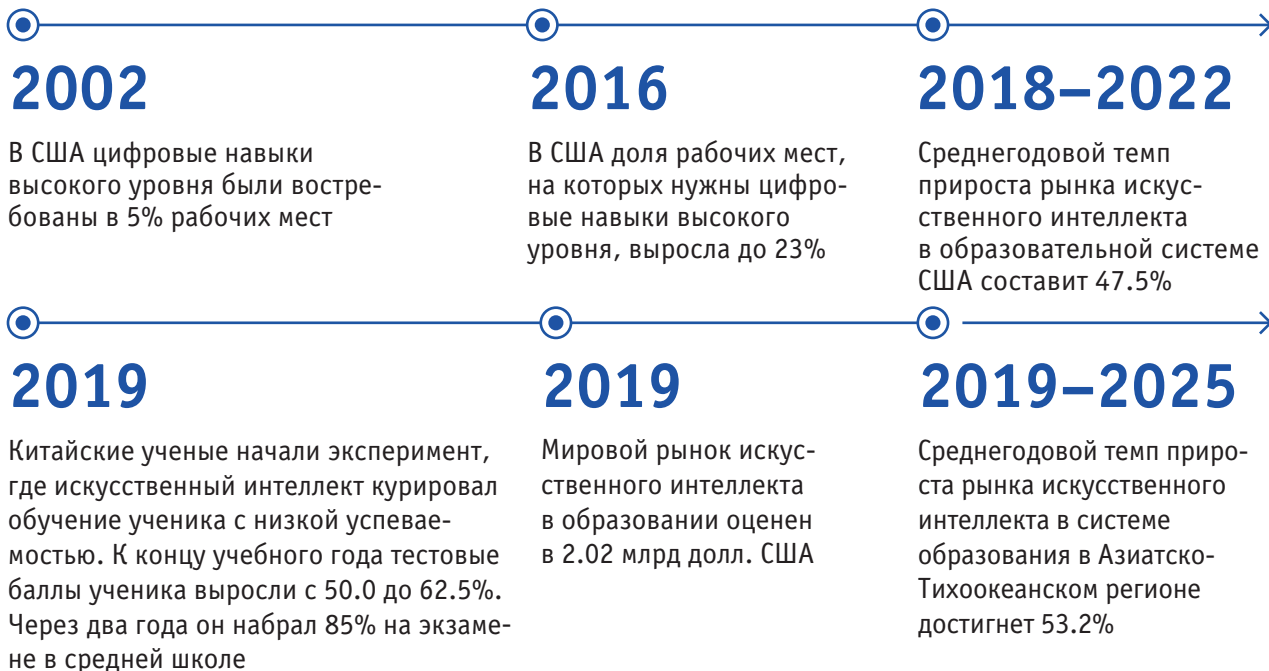 2002
В США цифровые навыки
высокого уровня были востре-
бованы в 5% рабочих мест
2016
В США доля рабочих мест,
на которых нужны цифро-
вые навыки высокого
уровня, выросла до 23%
2018–2022
Среднегодовой темп
прироста рынка искус-
ственного интеллекта
в образовательной системе
США составит 47.5%
2019
Китайские ученые начали эксперимент,
где искусственный интеллект курировал
обучение ученика с низкой успевае-
мостью. К концу учебного года тестовые
баллы ученика выросли с 50.0 до 62.5%.
Через два года он набрал 85% на экзаме-
не в средней школе
2019
Мировой рынок искус-
ственного интеллекта
в образовании оценен
в 2.02 млрд долл. США
2019–2025
Среднегодовой темп приро-
ста рынка искусственного
интеллекта в системе
образования в Азиатско-
Тихоокеанском регионе
достигнет 53.2%